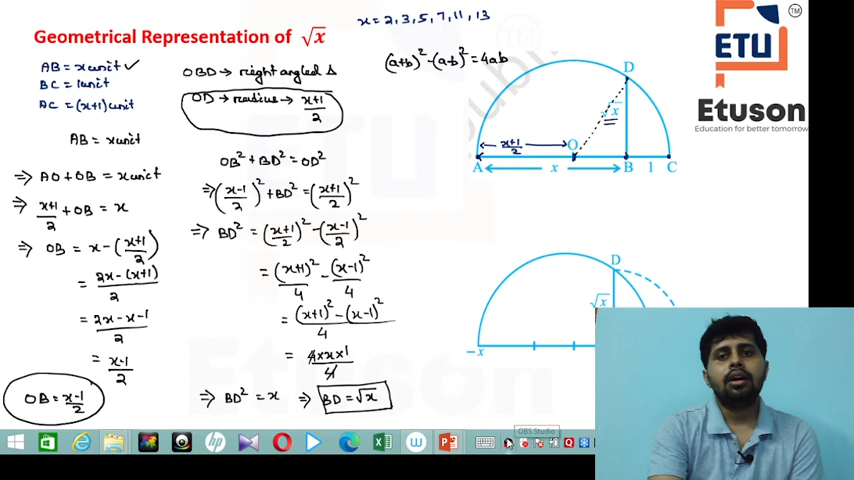 x = 2, 3, 5, 7, 11, 13
Geometrical Representation of √x
AB = x unit ✓
BC = 1 unit
AC = (x+1) unit
AB = x unit
⇒ AO + OB = x unit
⇒ x+1/2 + OB = x
⇒ OB = x - (x+1/2)
= 2x-(x+1)/2
= 2x-x-1/2
= x-1/2
OB = x-1/2
OBD → right angled Δ
OD → radius → x+1/2
OB² + BD² = OD²
⇒ (x-1/2)² + BD² = (x+1/2)²
⇒ BD² = (x+1/2)² - (x-1/2)²
= (x+1)²/4 - (x-1)²/4
= (x+1)² - (x-1)²/4
= 4×x×1/4
⇒ BD² = x ⇒ BD = √x
(a+b)² - (a-b)² = 4ab
D
√x
x+1/2
O
A
x
B
1
C
D
√x
-x
ETU
Etuson
Education for better tomorrow
Etuson
OBS Studio
hp